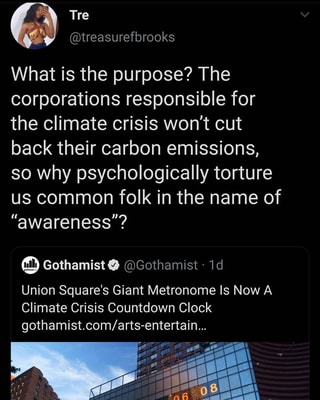 Tre
@treasurefbrooks
What is the purpose? The
corporations responsible for
the climate crisis won’t cut
back their carbon emissions,
so why psychologically torture
us common folk in the name of
“awareness”?
Gothamist @Gothamist · 1d
Union Square's Giant Metronome Is Now A
Climate Crisis Countdown Clock
gothamist.com/arts-entertain...
08